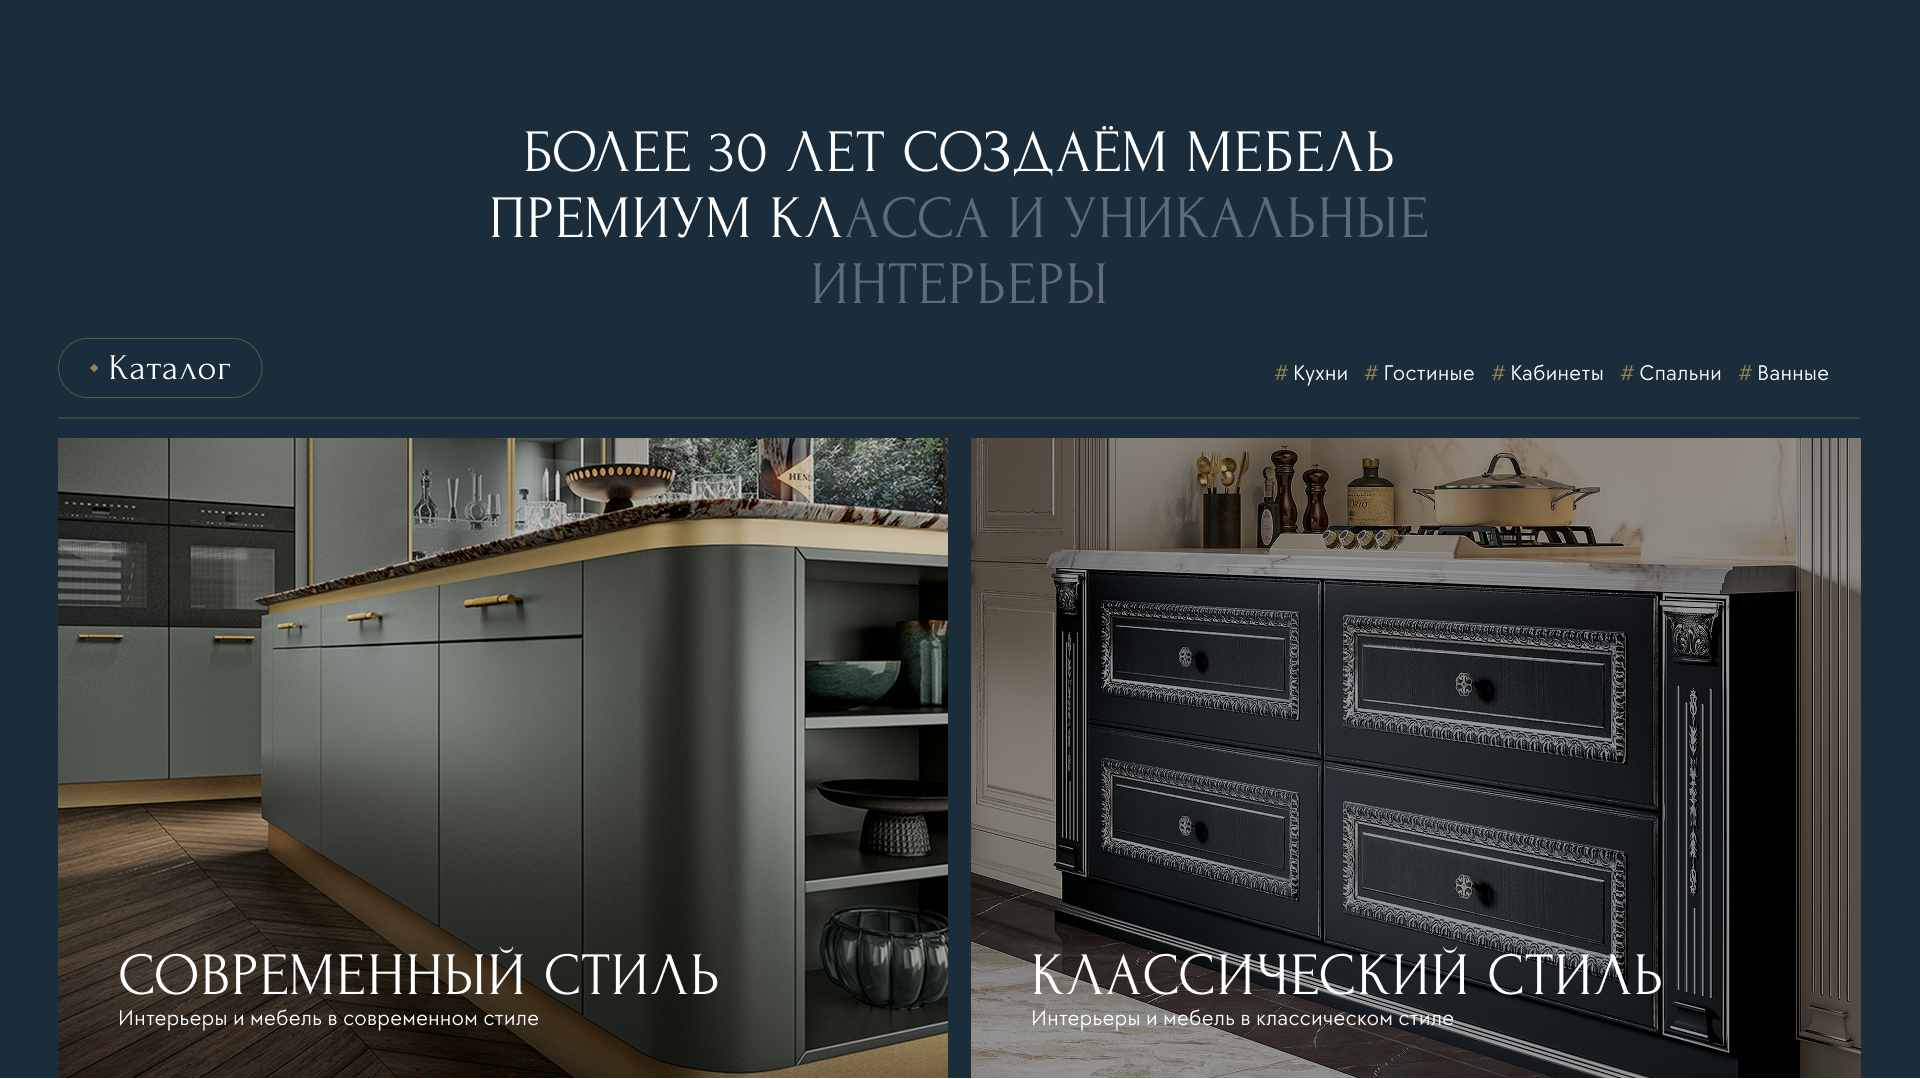 БОЛЕЕ 30 ЛЕТ СОЗДАЁМ МЕБЕЛЬ
ПРЕМИУМ КЛАССА И УНИКАЛЬНЫЕ
ИНТЕРЬЕРЫ
Каталог
# Кухни # Гостиные # Кабинеты # Спальни # Ванные
СОВРЕМЕННЫЙ СТИЛЬ
Интерьеры и мебель в современном стиле
КЛАССИЧЕСКИЙ СТИЛЬ
Интерьеры и мебель в классическом стиле